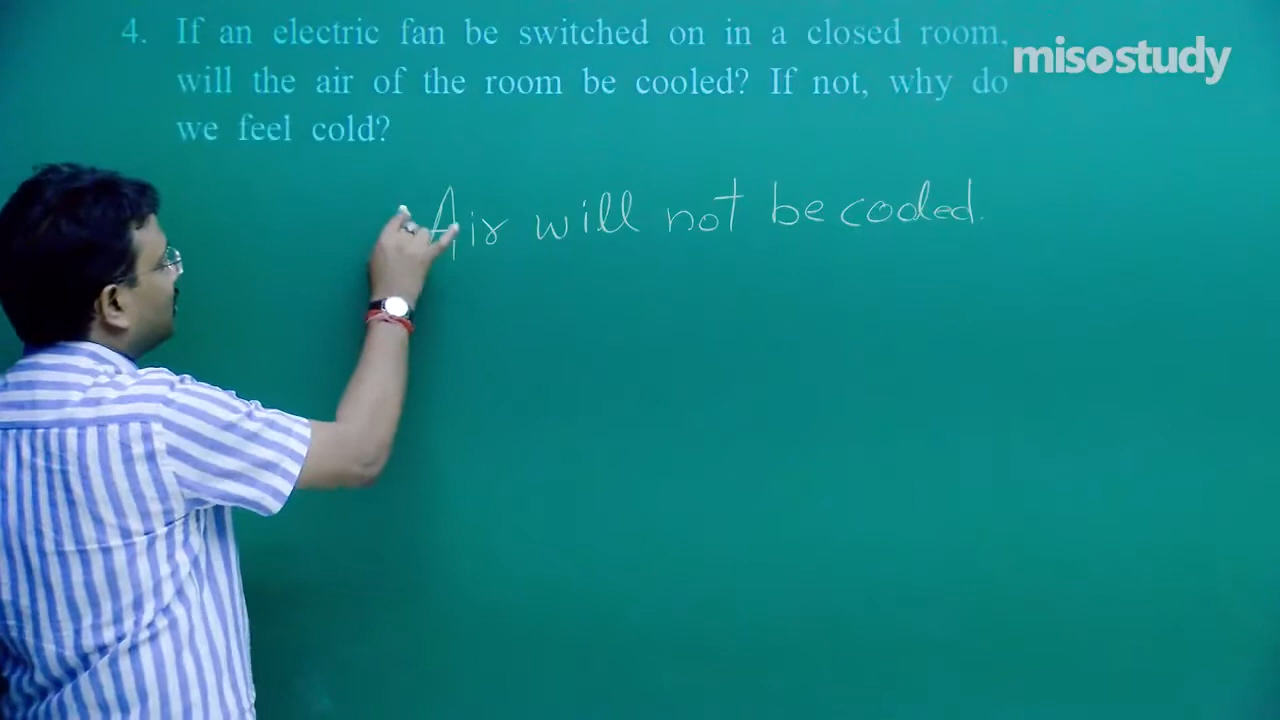 4. If an electric fan be switched on in a closed room,
will the air of the room be cooled? If not, why do
we feel cold?
misostudy
Air will not be cooled.